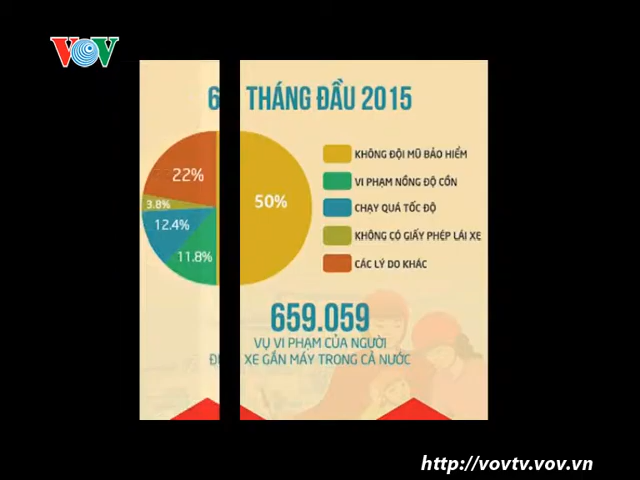 VOV
6 THÁNG ĐẦU 2015
22%
3.8%
12.4%
11.8%
50%
KHÔNG ĐỘI MŨ BẢO HIỂM
VI PHẠM NỒNG ĐỘ CỒN
CHẠY QUÁ TỐC ĐỘ
KHÔNG CÓ GIẤY PHÉP LÁI XE
CÁC LÝ DO KHÁC
659.059
VỤ VI PHẠM CỦA NGƯỜI
XE GẮN MÁY TRONG CẢ NƯỚC
http://vovtv.vov.vn